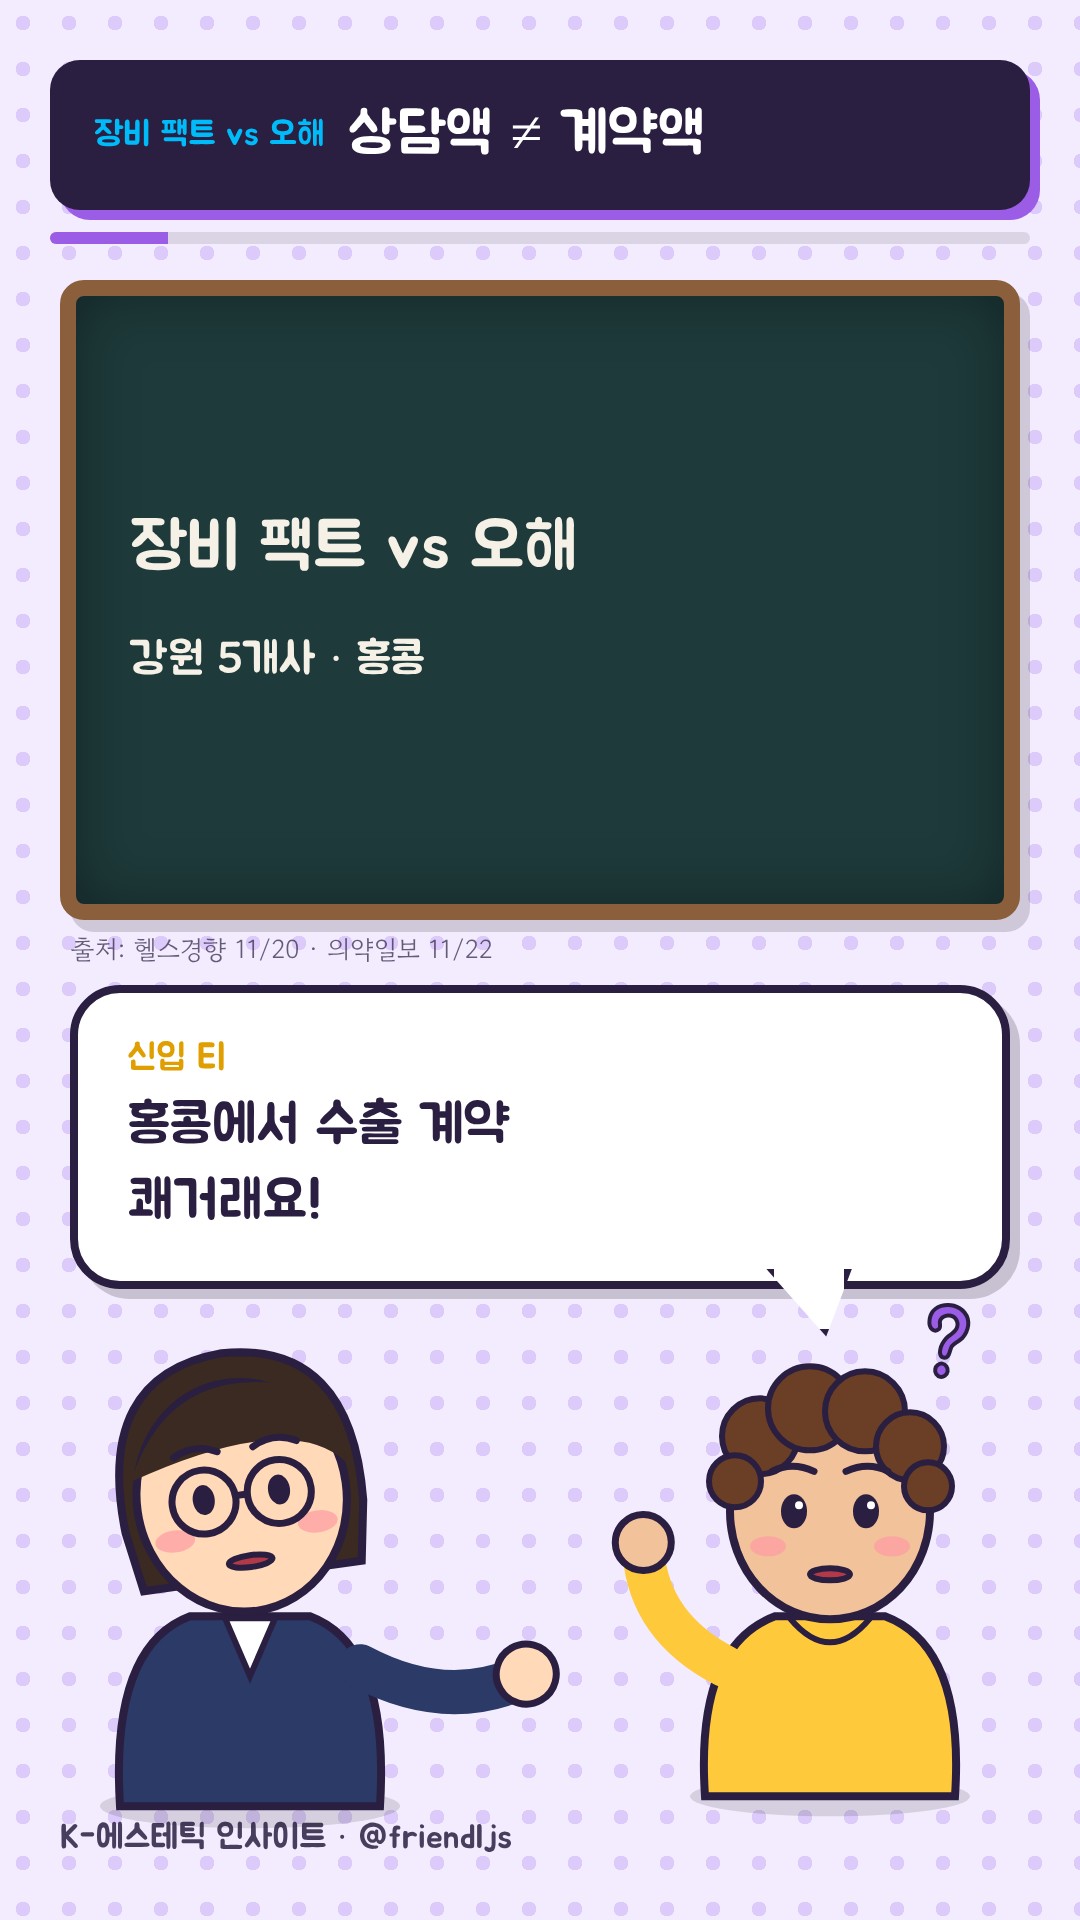 장비 팩트 vs 오해 상담액 ≠ 계약액
장비 팩트 vs 오해
강원 5개사 · 홍콩
출처: 헬스경향 11/20 · 의약일보 11/22
신입 티
홍콩에서 수출 계약
쾌거래요!
?
K-에스테틱 인사이트 · @friendljs